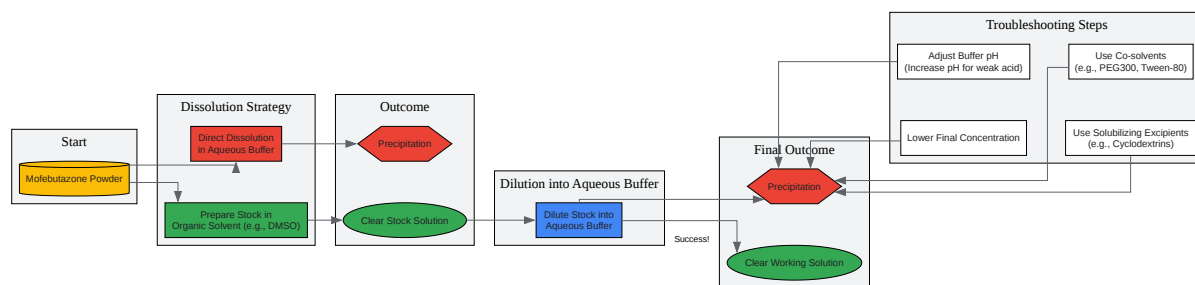 Start
Mofebutazone Powder
Dissolution Strategy
Direct Dissolution
in Aqueous Buffer
Prepare Stock in
Organic Solvent (e.g., DMSO)
Outcome
Precipitation
Clear Stock Solution
Dilution into Aqueous Buffer
Dilute Stock into
Aqueous Buffer
Success!
Final Outcome
Precipitation
Clear Working Solution
Troubleshooting Steps
Adjust Buffer pH
(Increase pH for weak acid)
Use Co-solvents
(e.g., PEG300, Tween-80)
Lower Final Concentration
Use Solubilizing Excipients
(e.g., Cyclodextrins)